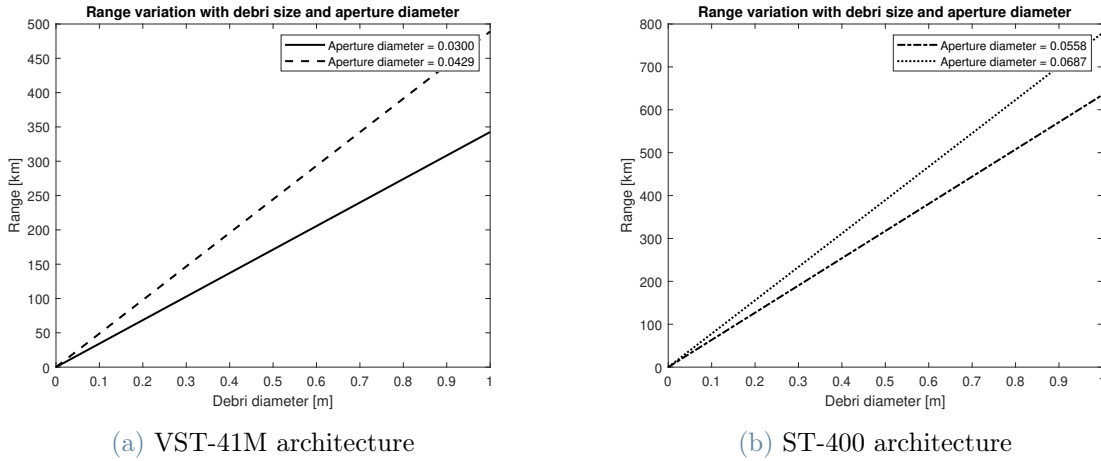 Range variation with debri size and aperture diameter
500
450
400
350
300
250
200
150
100
50
0
Range [km]
Aperture diameter = 0.0300
Aperture diameter = 0.0429
0 0.1 0.2 0.3 0.4 0.5 0.6 0.7 0.8 0.9 1
Debri diameter [m]
(a) VST-41M architecture
Range variation with debri size and aperture diameter
800
700
600
500
400
300
200
100
0
Range [km]
Aperture diameter = 0.0558
Aperture diameter = 0.0687
0 0.1 0.2 0.3 0.4 0.5 0.6 0.7 0.8 0.9 1
Debri diameter [m]
(b) ST-400 architecture